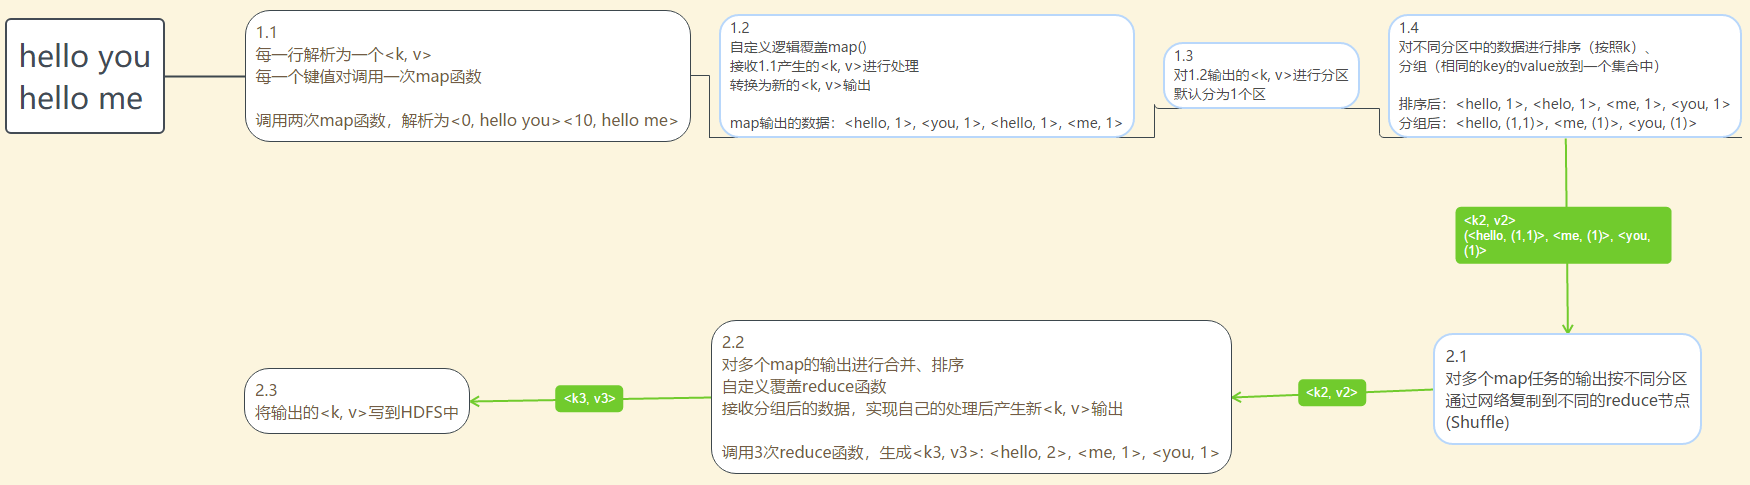 hello you
hello me
1.1
每一行解析为一个<k, v>
每一个键值对调用一次map函数
调用两次map函数，解析为<0, hello you><10, hello me>
1.2
自定义逻辑覆盖map()
接收1.1产生的<k, v>进行处理
转换为新的<k, v>输出
map输出的数据：<hello, 1>, <you, 1>, <hello, 1>, <me, 1>
1.3
对1.2输出的<k, v>进行分区
默认分为1个区
1.4
对不同分区中的数据进行排序（按照k）、
分组（相同的key的value放到一个集合中）
排序后：<hello, 1>, <helo, 1>, <me, 1>, <you, 1>
分组后：<hello, (1,1)>, <me, (1)>, <you, (1)>
<k2, v2>
(<hello, (1,1)>, <me, (1)>, <you,
(1)>
2.1
对多个map任务的输出按不同分区
通过网络复制到不同的reduce节点
(Shuffle)
<k2, v2>
2.2
对多个map的输出进行合并、排序
自定义覆盖reduce函数
接收分组后的数据，实现自己的处理后产生新<k, v>输出
调用3次reduce函数，生成<k3, v3>: <hello, 2>, <me, 1>, <you, 1>
<k3, v3>
2.3
将输出的<k, v>写到HDFS中